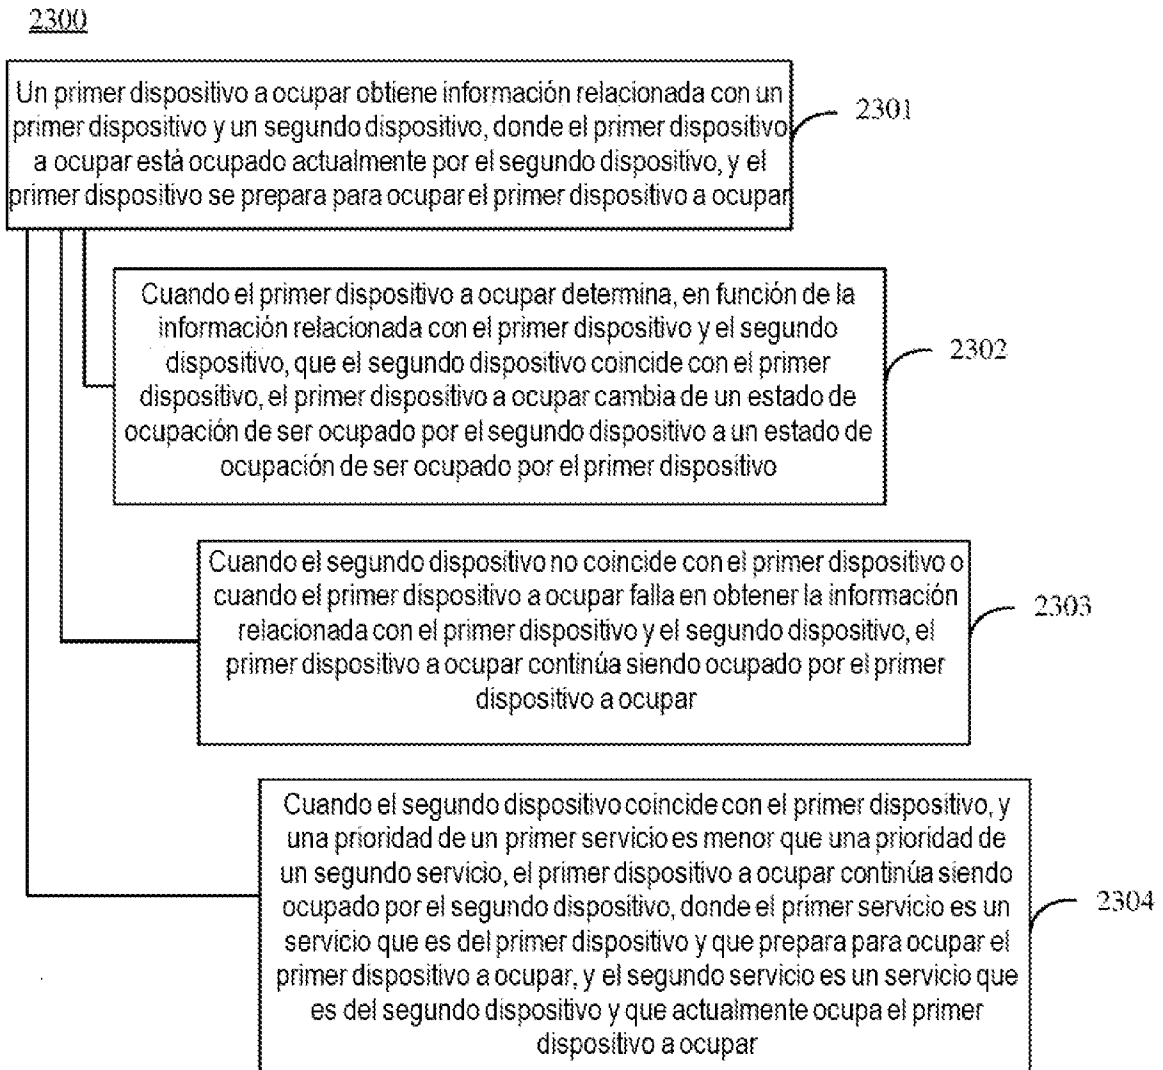 2300
Un primer dispositivo a ocupar obtiene información relacionada con un
primer dispositivo y un segundo dispositivo, donde el primer dispositivo
a ocupar está ocupado actualmente por el segundo dispositivo, y el
primer dispositivo se prepara para ocupar el primer dispositivo a ocupar
2301
Cuando el primer dispositivo a ocupar determina, en función de la
información relacionada con el primer dispositivo y el segundo
dispositivo, que el segundo dispositivo coincide con el primer
dispositivo, el primer dispositivo a ocupar cambia de un estado de
ocupación de ser ocupado por el segundo dispositivo a un estado de
ocupación de ser ocupado por el primer dispositivo
2302
Cuando el segundo dispositivo no coincide con el primer dispositivo o
cuando el primer dispositivo a ocupar falla en obtener la información
relacionada con el primer dispositivo y el segundo dispositivo, el
primer dispositivo a ocupar continúa siendo ocupado por el primer
dispositivo a ocupar
2303
Cuando el segundo dispositivo coincide con el primer dispositivo, y
una prioridad de un primer servicio es menor que una prioridad de
un segundo servicio, el primer dispositivo a ocupar continúa siendo
ocupado por el segundo dispositivo, donde el primer servicio es un
servicio que es del primer dispositivo y que prepara para ocupar el
primer dispositivo a ocupar, y el segundo servicio es un servicio que
es del segundo dispositivo y que actualmente ocupa el primer
dispositivo a ocupar
2304